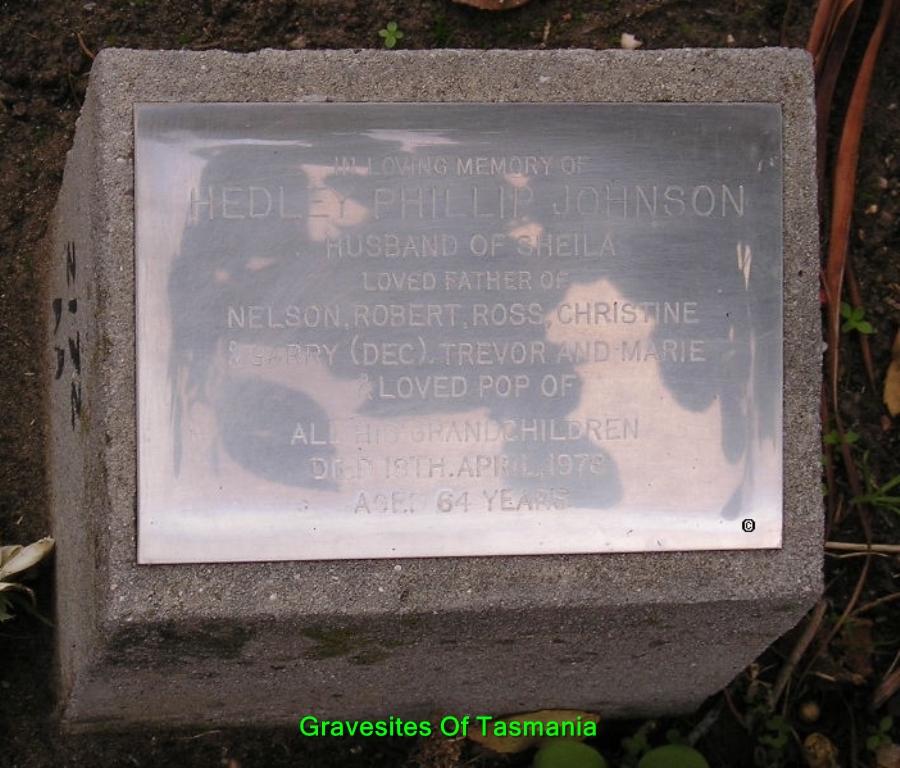 IN LOVING MEMORY OF
HEDLEY PHILLIP JOHNSON
HUSBAND OF SHEILA
LOVED FATHER OF
NELSON, ROBERT, ROSS, CHRISTINE
& GARRY (DEC). TREVOR AND MARIE
& LOVED POP OF
ALL HIS GRANDCHILDREN
DIED 19TH. APRIL, 1978
AGED 64 YEARS
©
Gravesites Of Tasmania